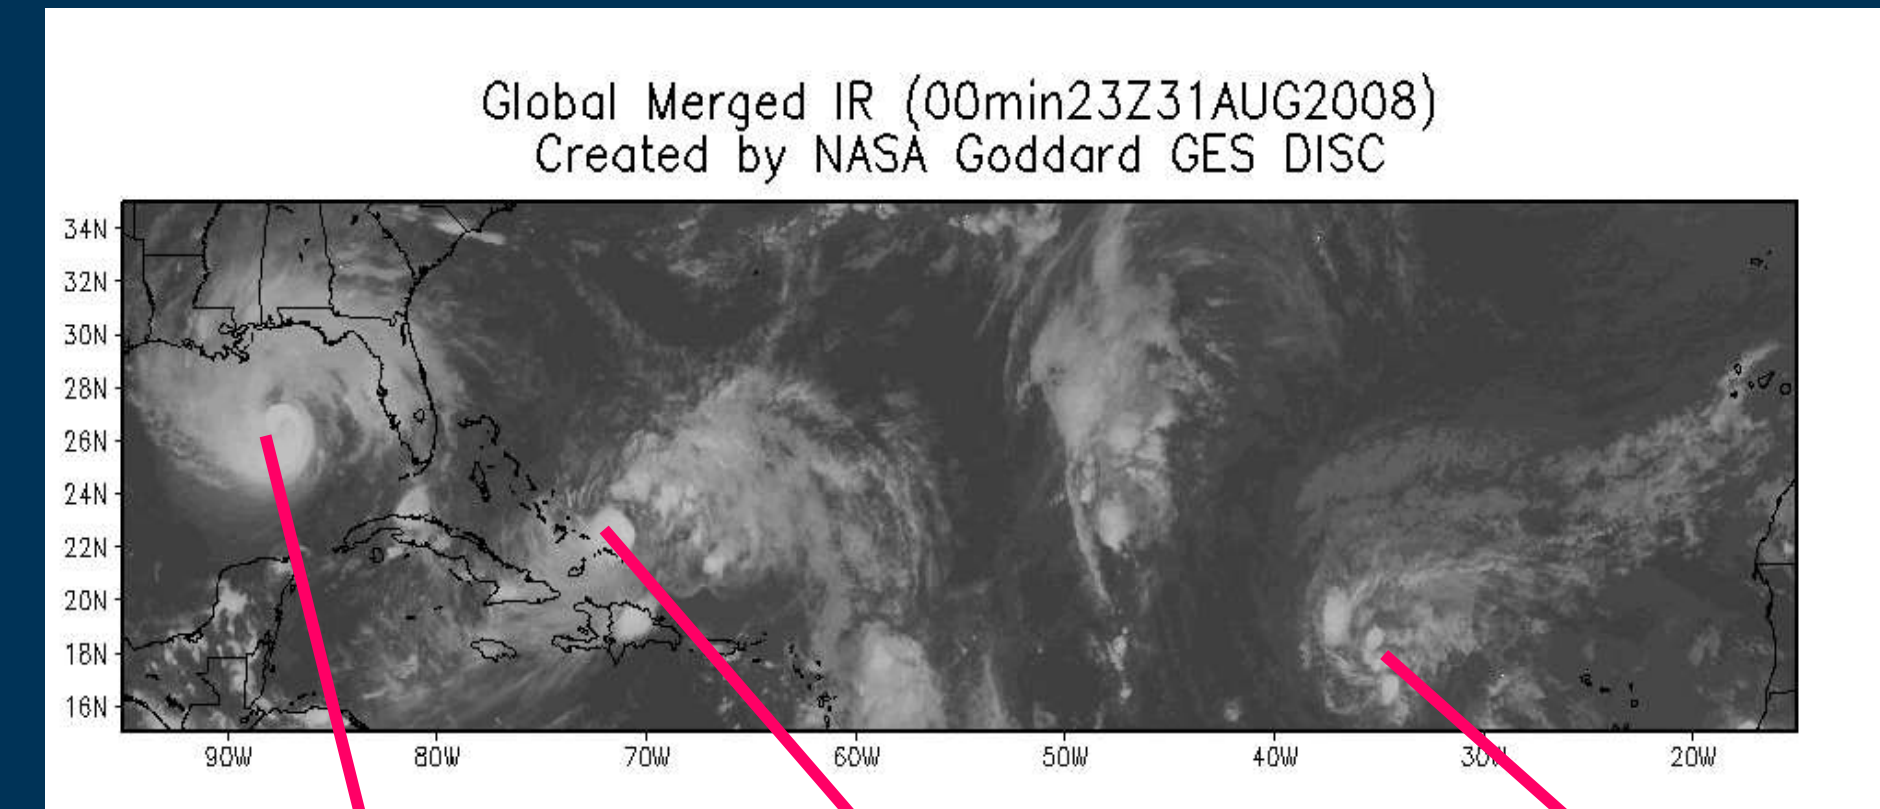 Global Merged IR (00min23Z31AUG2008)
Created by NASA Goddard GES DISC
34N
32N
30N
28N
26N
24N
22N
20N
18N
16N
90W 80W 70W 60W 50W 40W 30W 20W